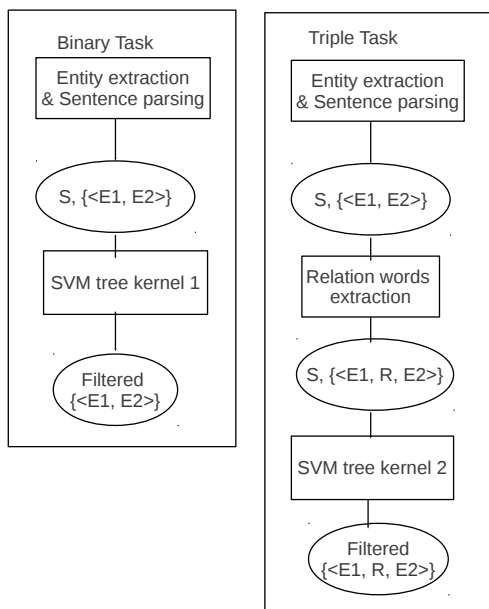 Binary Task
Entity extraction
& Sentence parsing
S, {<E1, E2>}
SVM tree kernel 1
Filtered
{<E1, E2>}
Triple Task
Entity extraction
& Sentence parsing
S, {<E1, E2>}
Relation words
extraction
S, {<E1, R, E2>}
SVM tree kernel 2
Filtered
{<E1, R, E2>}